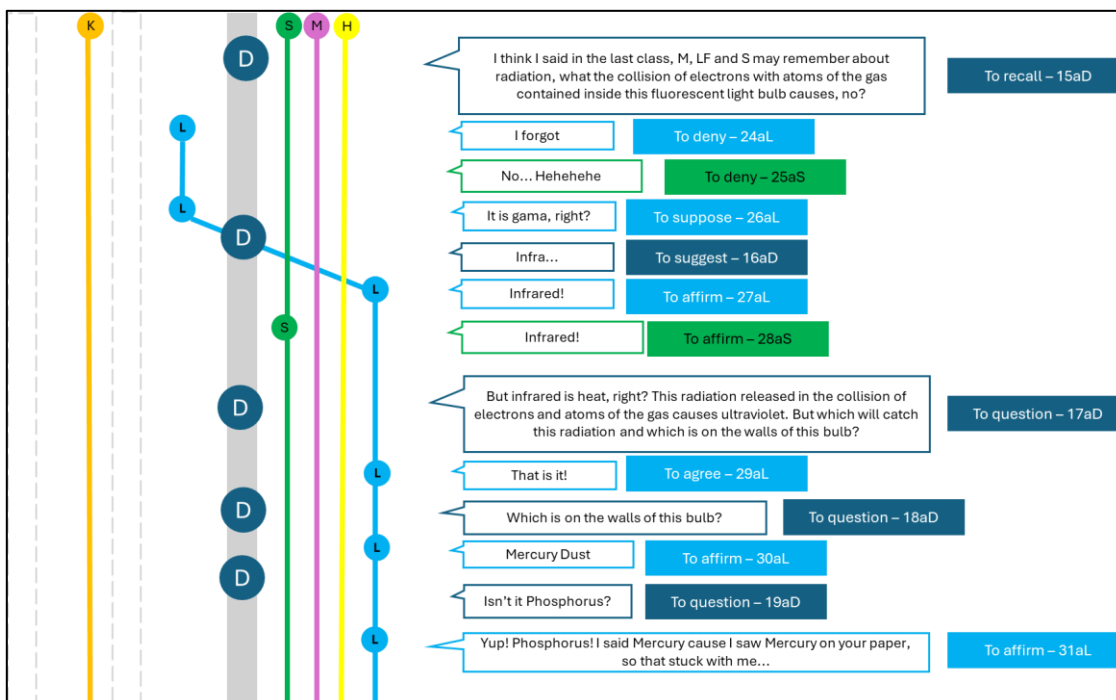 K
S
M
H
D
I think I said in the last class, M, LF and S may remember about
radiation, what the collision of electrons with atoms of the gas
contained inside this fluorescent light bulb causes, no?
To recall – 15aD
L
I forgot
To deny – 24aL
No... Hehehehe
To deny – 25aS
L
It is gama, right?
To suppose – 26aL
D
Infra...
To suggest – 16aD
L
Infrared!
To affirm – 27aL
S
Infrared!
To affirm – 28aS
D
But infrared is heat, right? This radiation released in the collision of
electrons and atoms of the gas causes ultraviolet. But which will catch
this radiation and which is on the walls of this bulb?
To question – 17aD
L
That is it!
To agree – 29aL
D
Which is on the walls of this bulb?
To question – 18aD
L
Mercury Dust
To affirm – 30aL
D
Isn’t it Phosphorus?
To question – 19aD
L
Yup! Phosphorus! I said Mercury cause I saw Mercury on your paper,
so that stuck with me...
To affirm – 31aL